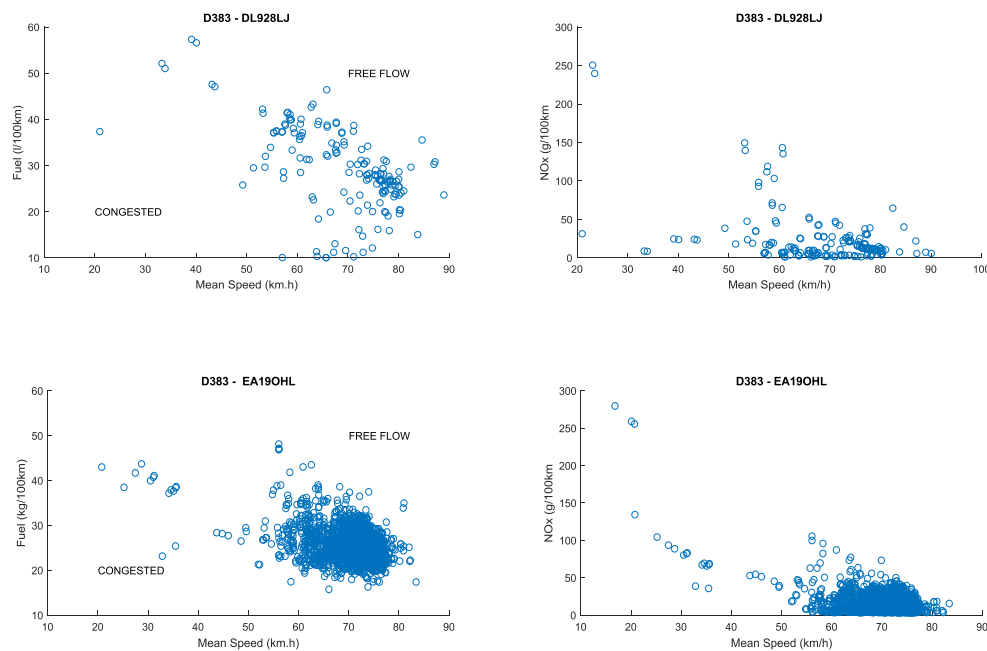 D383 - DL928LJ
60
50
40
30
20
10
Fuel (l/100km)
FREE FLOW
CONGESTED
10 20 30 40 50 60 70 80 90
Mean Speed (km.h)
D383 - DL928LJ
300
250
200
150
100
50
0
NOx (g/100km)
20 30 40 50 60 70 80 90 100
Mean Speed (km/h)
D383 - EA19OHL
60
50
40
30
20
10
Fuel (kg/100km)
FREE FLOW
CONGESTED
10 20 30 40 50 60 70 80 90
Mean Speed (km.h)
D383 - EA19OHL
300
250
200
150
100
50
0
NOx (g/100km
10 20 30 40 50 60 70 80 90
Mean Speed (km/h)